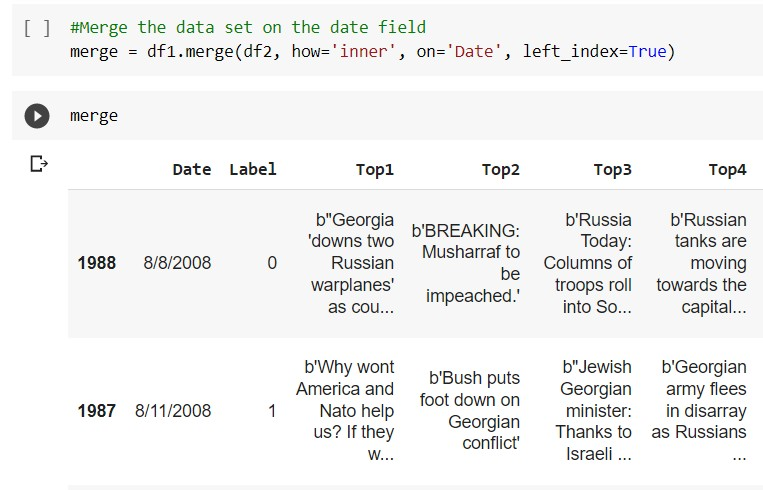 [ ] #Merge the data set on the date field
merge = df1.merge(df2, how='inner', on='Date', left_index=True)
merge
Date Label Top1 Top2 Top3 Top4
1988 8/8/2008 0
b"Georgia
'downs two
Russian
warplanes'
as cou...
b'BREAKING:
Musharraf to
be
impeached.'
b'Russia
Today:
Columns of
troops roll
into So...
b'Russian
tanks are
moving
towards the
capital...
1987 8/11/2008 1
b'Why wont
America and
Nato help
us? If they
w...
b'Bush puts
foot down on
Georgian
conflict'
b"Jewish
Georgian
minister:
Thanks to
Israeli ...
b'Georgian
army flees
in disarray
as Russians
...